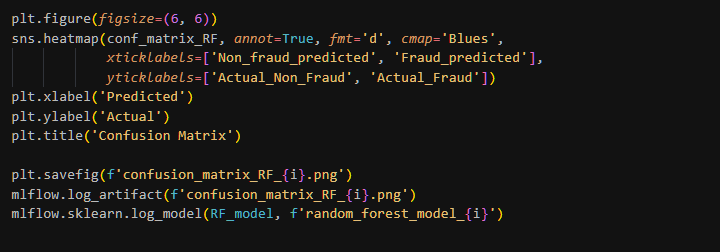 plt.figure(figsize=(6, 6))
sns.heatmap(conf_matrix_RF, annot=True, fmt='d', cmap='Blues',
            xticklabels=['Non_fraud_predicted', 'Fraud_predicted'],
            yticklabels=['Actual_Non_Fraud', 'Actual_Fraud'])
plt.xlabel('Predicted')
plt.ylabel('Actual')
plt.title('Confusion Matrix')
plt.savefig(f'confusion_matrix_RF_{i}.png')
mlflow.log_artifact(f'confusion_matrix_RF_{i}.png')
mlflow.sklearn.log_model(RF_model, f'random_forest_model_{i}')